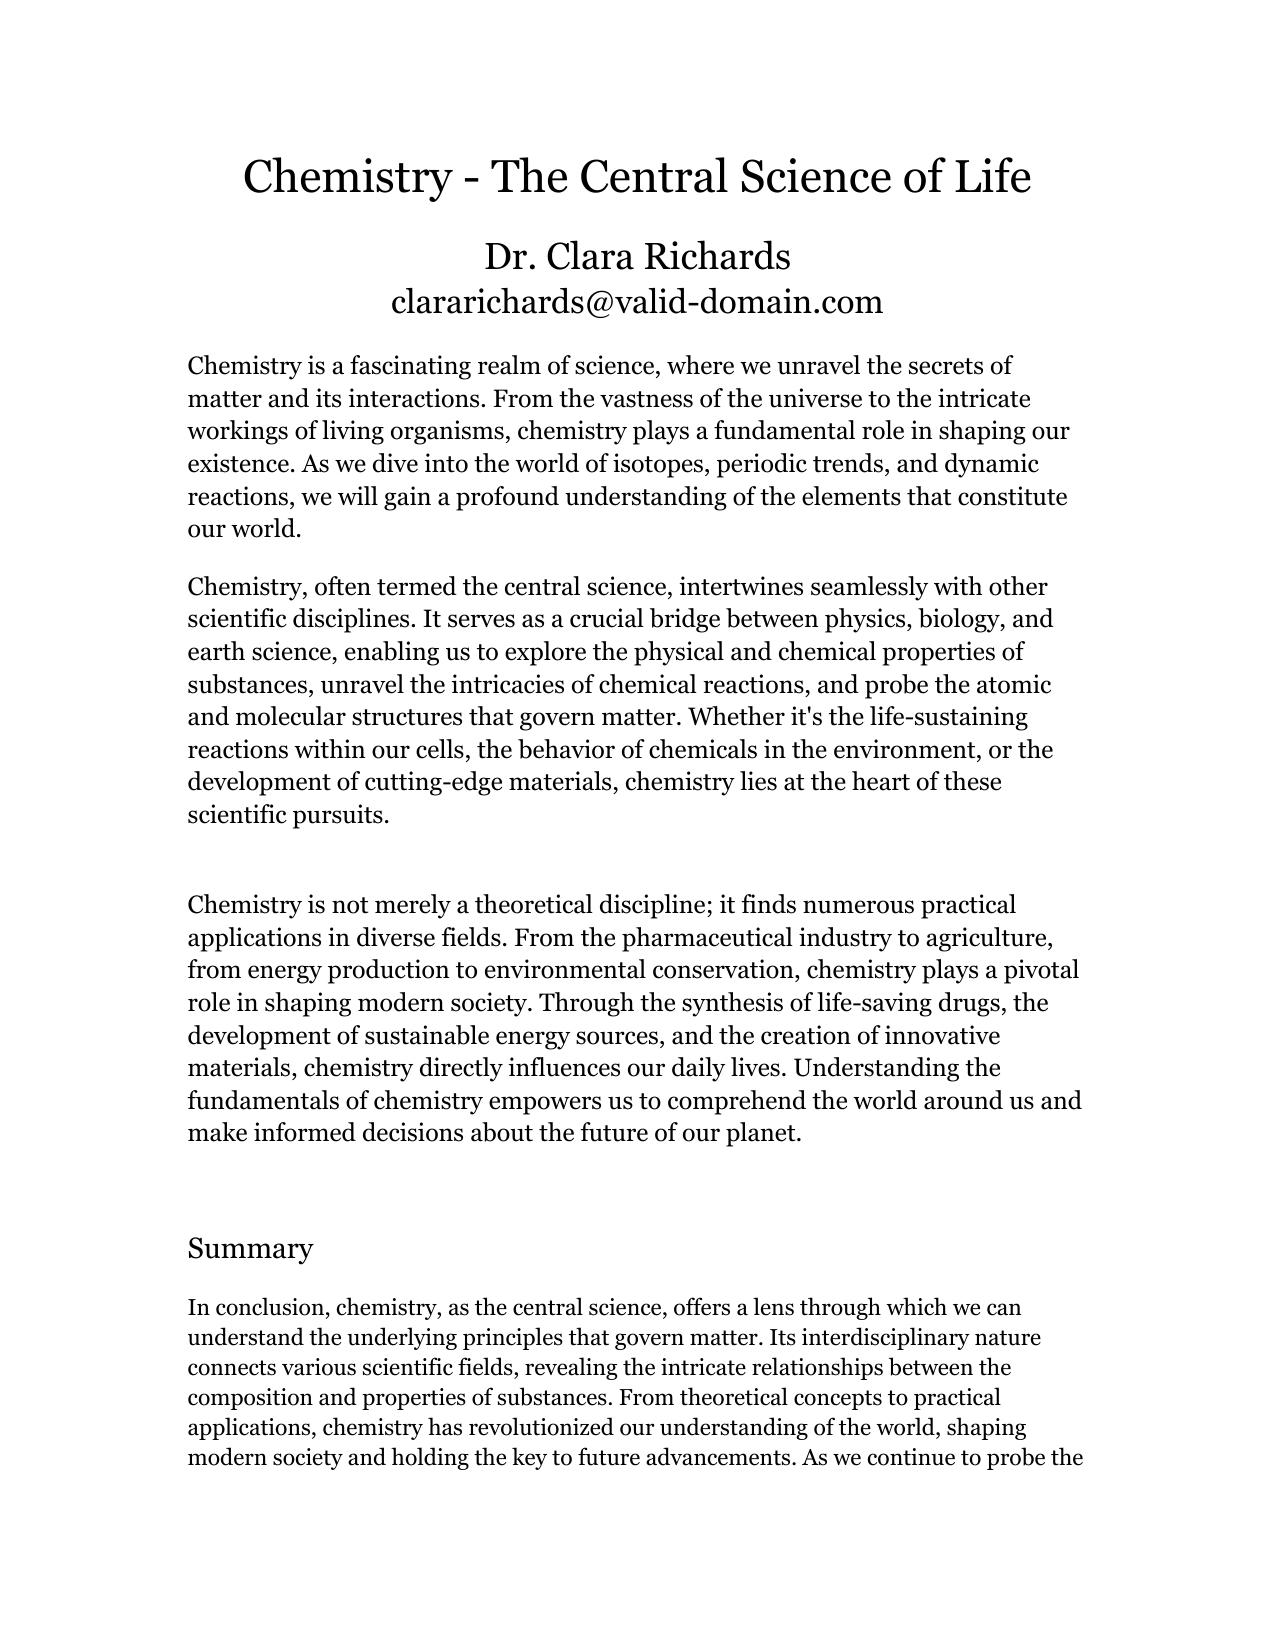 Chemistry - The Central Science of Life
Dr. Clara Richards
clararichards@valid-domain.com
Chemistry is a fascinating realm of science, where we unravel the secrets of
matter and its interactions. From the vastness of the universe to the intricate
workings of living organisms, chemistry plays a fundamental role in shaping our
existence. As we dive into the world of isotopes, periodic trends, and dynamic
reactions, we will gain a profound understanding of the elements that constitute
our world.
Chemistry, often termed the central science, intertwines seamlessly with other
scientific disciplines. It serves as a crucial bridge between physics, biology, and
earth science, enabling us to explore the physical and chemical properties of
substances, unravel the intricacies of chemical reactions, and probe the atomic
and molecular structures that govern matter. Whether it's the life-sustaining
reactions within our cells, the behavior of chemicals in the environment, or the
development of cutting-edge materials, chemistry lies at the heart of these
scientific pursuits.
Chemistry is not merely a theoretical discipline; it finds numerous practical
applications in diverse fields. From the pharmaceutical industry to agriculture,
from energy production to environmental conservation, chemistry plays a pivotal
role in shaping modern society. Through the synthesis of life-saving drugs, the
development of sustainable energy sources, and the creation of innovative
materials, chemistry directly influences our daily lives. Understanding the
fundamentals of chemistry empowers us to comprehend the world around us and
make informed decisions about the future of our planet.
Summary
In conclusion, chemistry, as the central science, offers a lens through which we can
understand the underlying principles that govern matter. Its interdisciplinary nature
connects various scientific fields, revealing the intricate relationships between the
composition and properties of substances. From theoretical concepts to practical
applications, chemistry has revolutionized our understanding of the world, shaping
modern society and holding the key to future advancements. As we continue to probe the